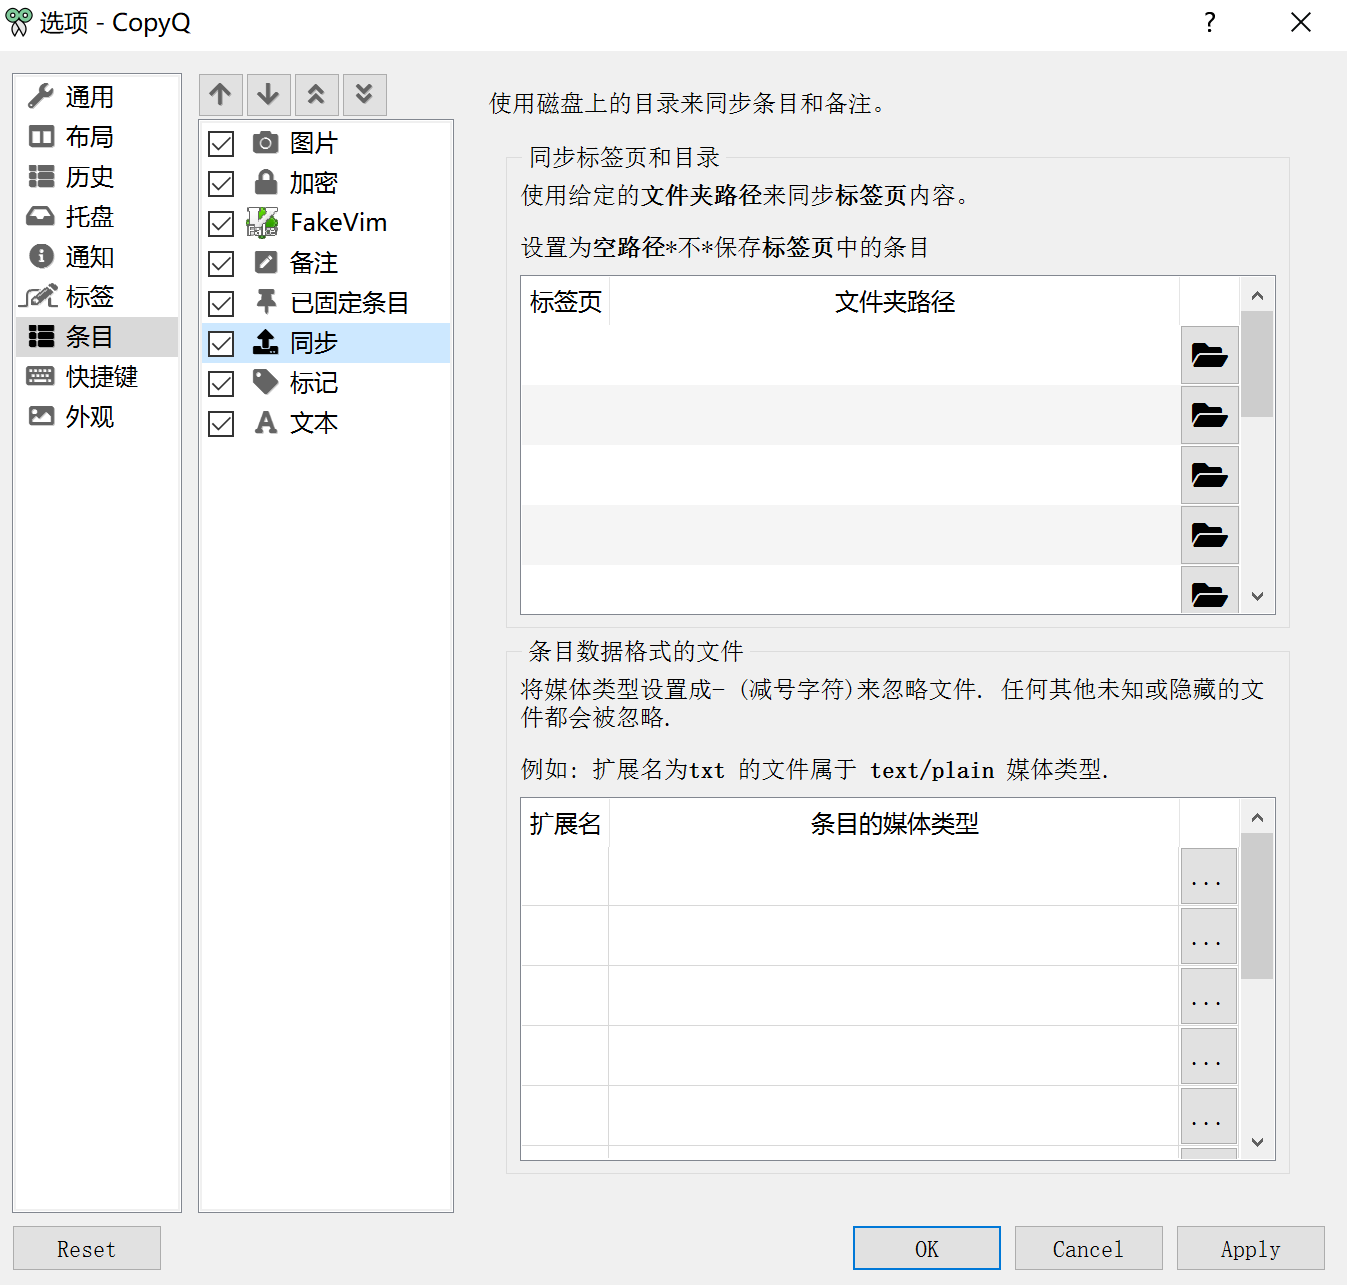 选项 - CopyQ
?
通用
布局
历史
托盘
通知
标签
条目
快捷键
外观
图片
加密
FakeVim
备注
已固定条目
同步
标记
文本
使用磁盘上的目录来同步条目和备注。
同步标签页和目录
使用给定的文件夹路径来同步标签页内容。
设置为空路径*不*保存标签页中的条目
标签页 文件夹路径
条目数据格式的文件
将媒体类型设置成- (减号字符)来忽略文件. 任何其他未知或隐藏的文
件都会被忽略.
例如: 扩展名为txt 的文件属于 text/plain 媒体类型.
扩展名 条目的媒体类型
...
...
...
...
...
Reset OK Cancel Apply